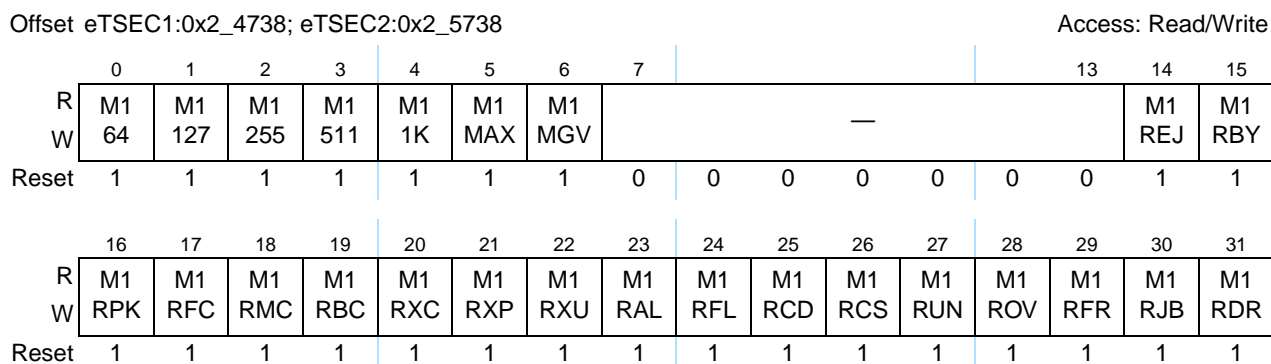 Offset eTSEC1:0x2_4738; eTSEC2:0x2_5738 Access: Read/Write
0 1 2 3 4 5 6 7 13 14 15
R M1 M1 M1 M1 M1 M1 M1 — M1 M1
W 64 127 255 511 1K MAX MGV REJ RBY
Reset 1 1 1 1 1 1 1 0 0 0 0 0 0 0 1 1
16 17 18 19 20 21 22 23 24 25 26 27 28 29 30 31
R M1 M1 M1 M1 M1 M1 M1 M1 M1 M1 M1 M1 M1 M1 M1 M1
W RPK RFC RMC RBC RXC RXP RXU RAL RFL RCD RCS RUN ROV RFR RJB RDR
Reset 1 1 1 1 1 1 1 1 1 1 1 1 1 1 1 1